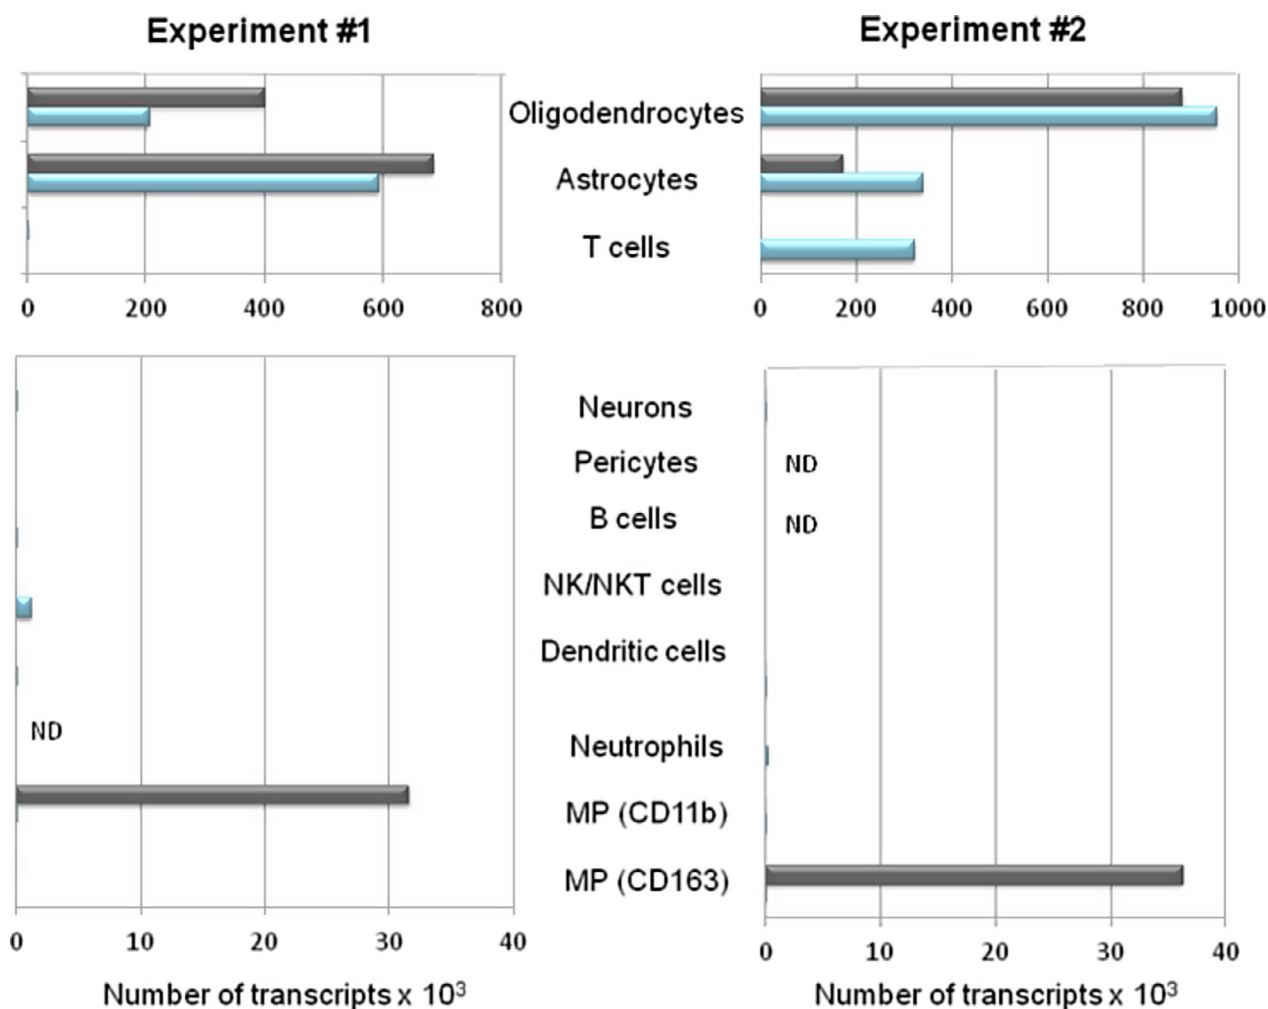 Experiment #1
Experiment #2
Oligodendrocytes
Astrocytes
T cells
0 200 400 600 800
0 200 400 600 800 1000
Neurons
Pericytes ND
B cells ND
NK/NKT cells
Dendritic cells
ND
Neutrophils
MP (CD11b)
MP (CD163)
0 10 20 30 40
0 10 20 30 40
Number of transcripts x 10³
Number of transcripts x 10³